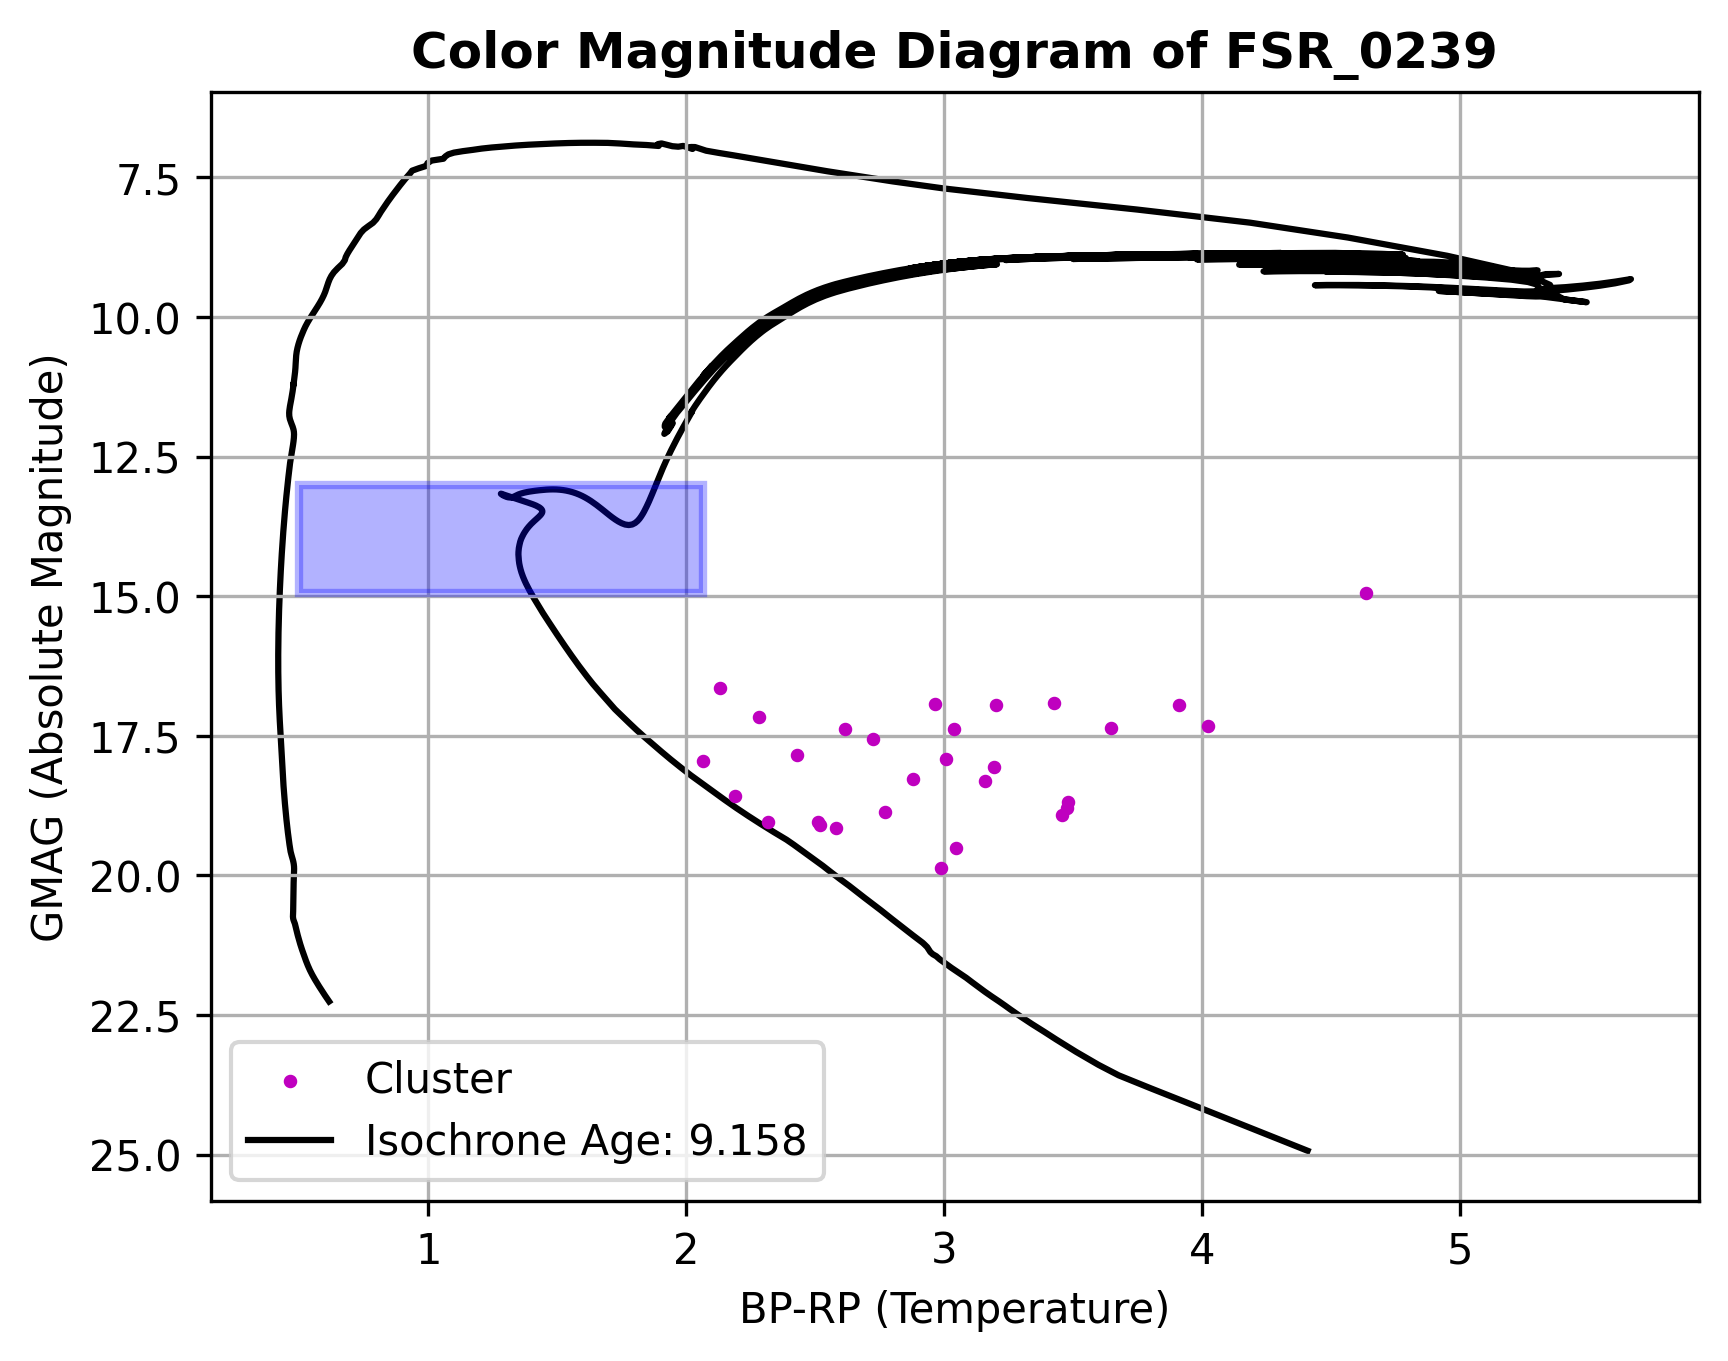 Color Magnitude Diagram of FSR_0239
GMAG (Absolute Magnitude)
7.5
10.0
12.5
15.0
17.5
20.0
22.5
25.0
Cluster
Isochrone Age: 9.158
1 2 3 4 5
BP-RP (Temperature)